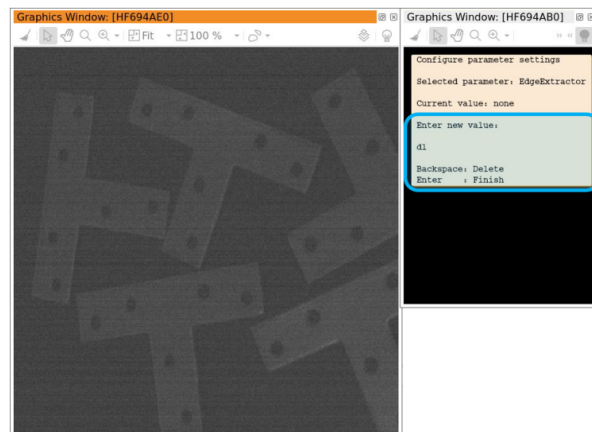 Graphics Window: [HF694AE0]
Fit
100 %
Graphics Window: [HF694AB0]
Configure parameter settings
Selected parameter: EdgeExtractor
Current value: none
Enter new value:
dl
Backspace: Delete
Enter : Finish